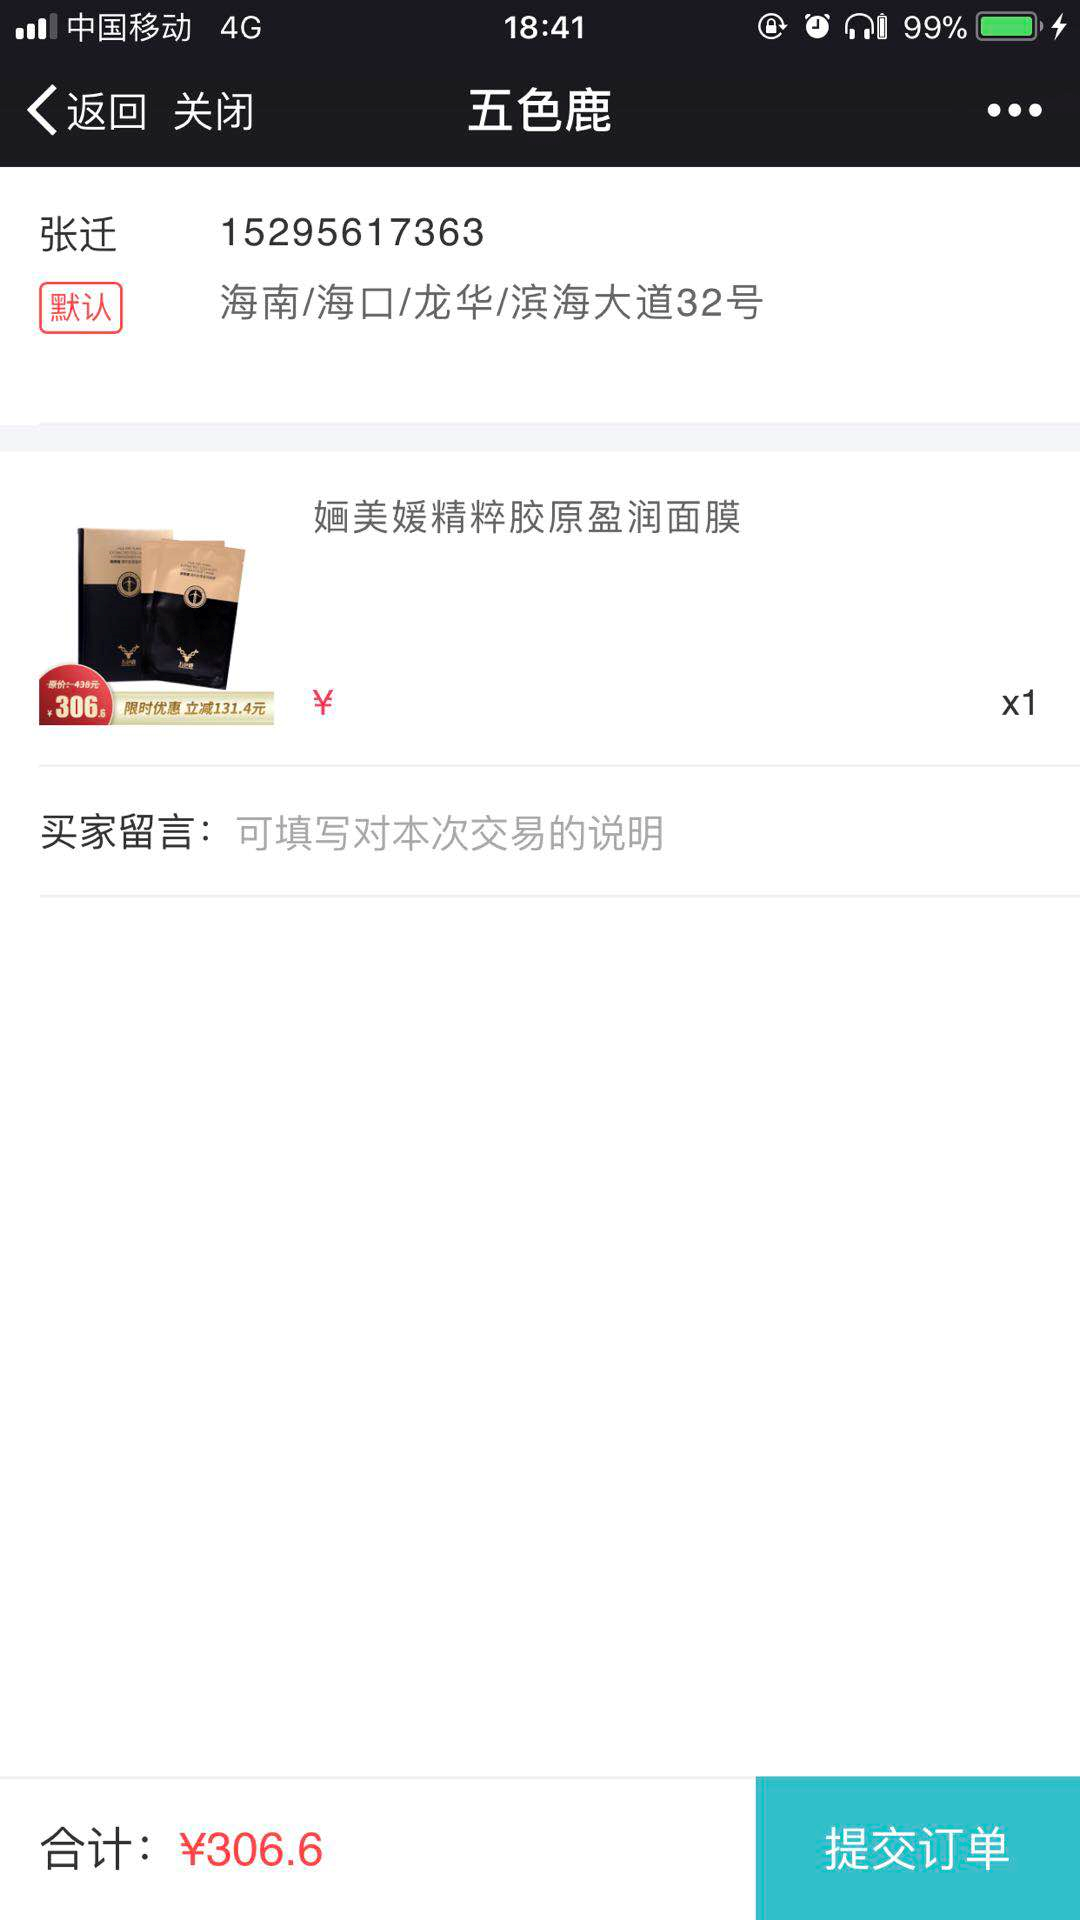 中国移动 4G 18:41 99%
返回 关闭 五色鹿
张迁 15295617363
默认 海南/海口/龙华/滨海大道32号
婳美媛精粹胶原盈润面膜
五色鹿
原价：438元
¥306.6 限时优惠 立减131.4元
¥ x1
买家留言： 可填写对本次交易的说明
合计： ¥306.6 提交订单